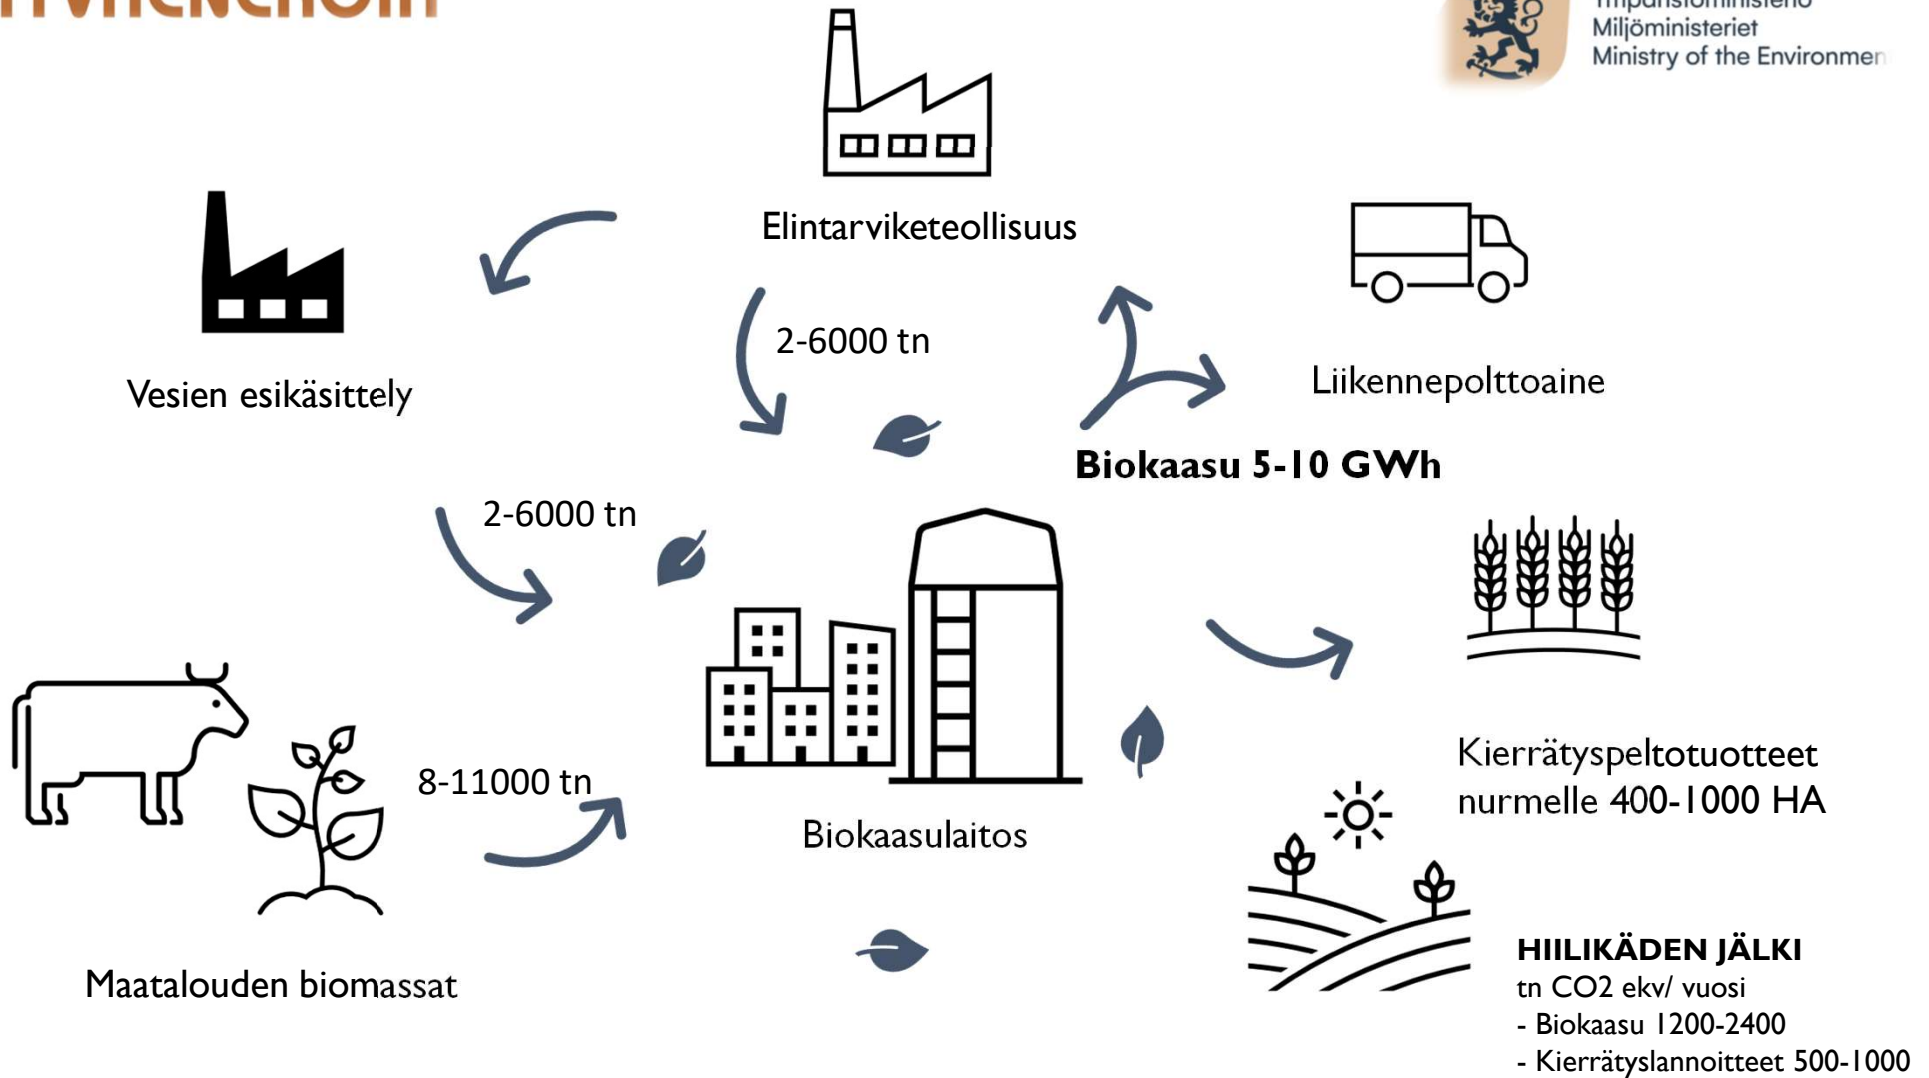 Miljöministeriet
Ministry of the Environmen
Elintarviketeollisuus
Vesien esikäsittely
2-6000 tn
Liikennepolttoaine
Biokaasu 5-10 GWh
2-6000 tn
8-11000 tn
Kierrätyspeltotuotteet
nurmelle 400-1000 HA
Biokaasulaitos
Maatalouden biomassat
HIILIKÄDEN JÄLKI
tn CO2 ekv/ vuosi
- Biokaasu 1200-2400
- Kierrätyslannoitteet 500-1000